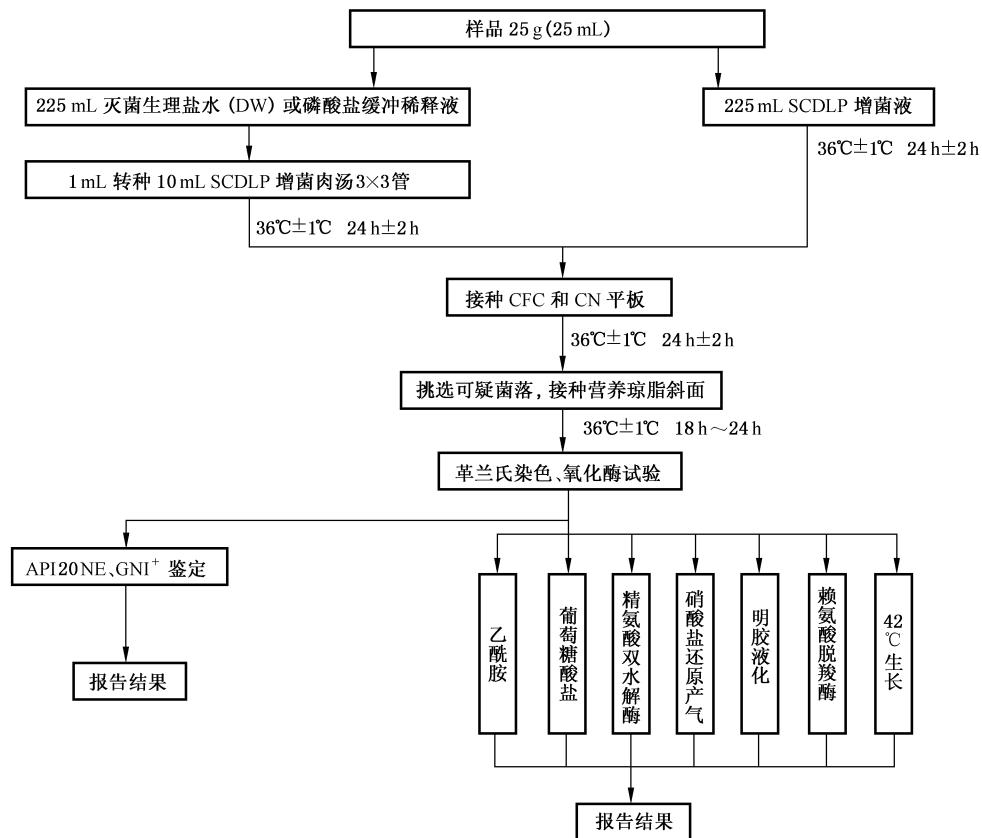 样品 25 g (25 mL)
225 mL 灭菌生理盐水 (DW) 或磷酸盐缓冲稀释液
225 mL SCDLP 增菌液
36℃±1℃ 24 h±2 h
1 mL 转种 10 mL SCDLP 增菌肉汤 3×3管
36℃±1℃ 24 h±2 h
接种 CFC 和 CN 平板
36℃±1℃ 24 h±2 h
挑选可疑菌落，接种营养琼脂斜面
36℃±1℃ 18 h～24 h
革兰氏染色、氧化酶试验
API20NE、GNI⁺ 鉴定
报告结果
乙酰胺
葡萄糖酸盐
精氨酸双水解酶
硝酸盐还原产气
明胶液化
赖氨酸脱羧酶
42℃生长
报告结果